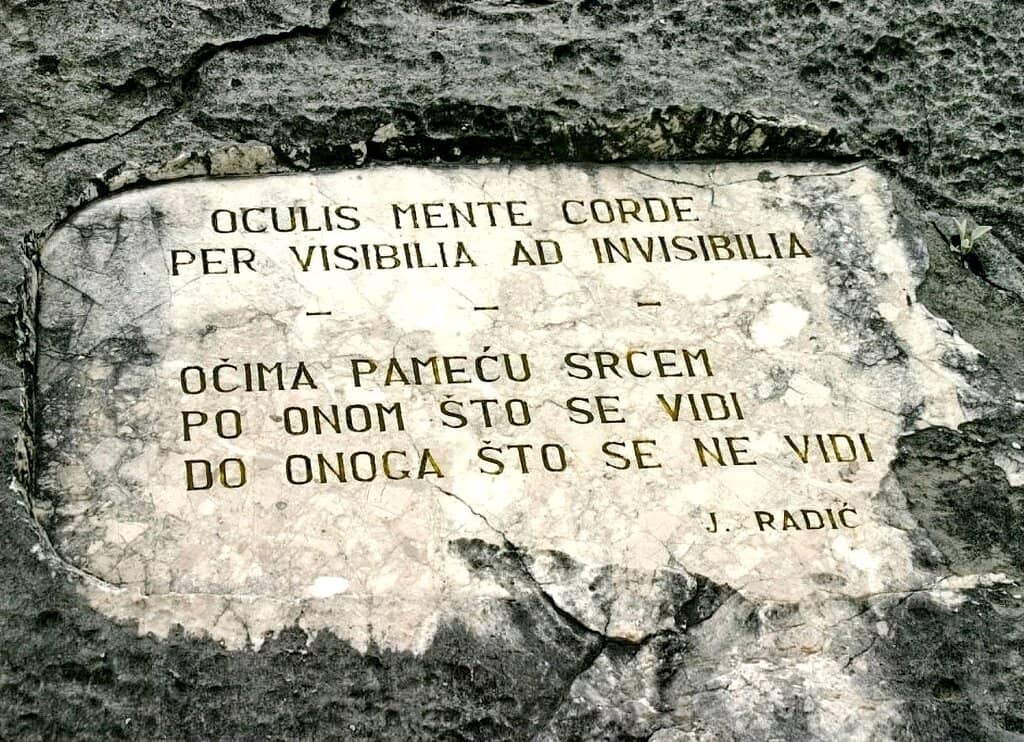 OCULIS MENTE CORDE
PER VISIBILIA AD INVISIBILIA
– – –
OČIMA PAMEĆU SRCEM
PO ONOM ŠTO SE VIDI
DO ONOGA ŠTO SE NE VIDI
J. RADIĆ